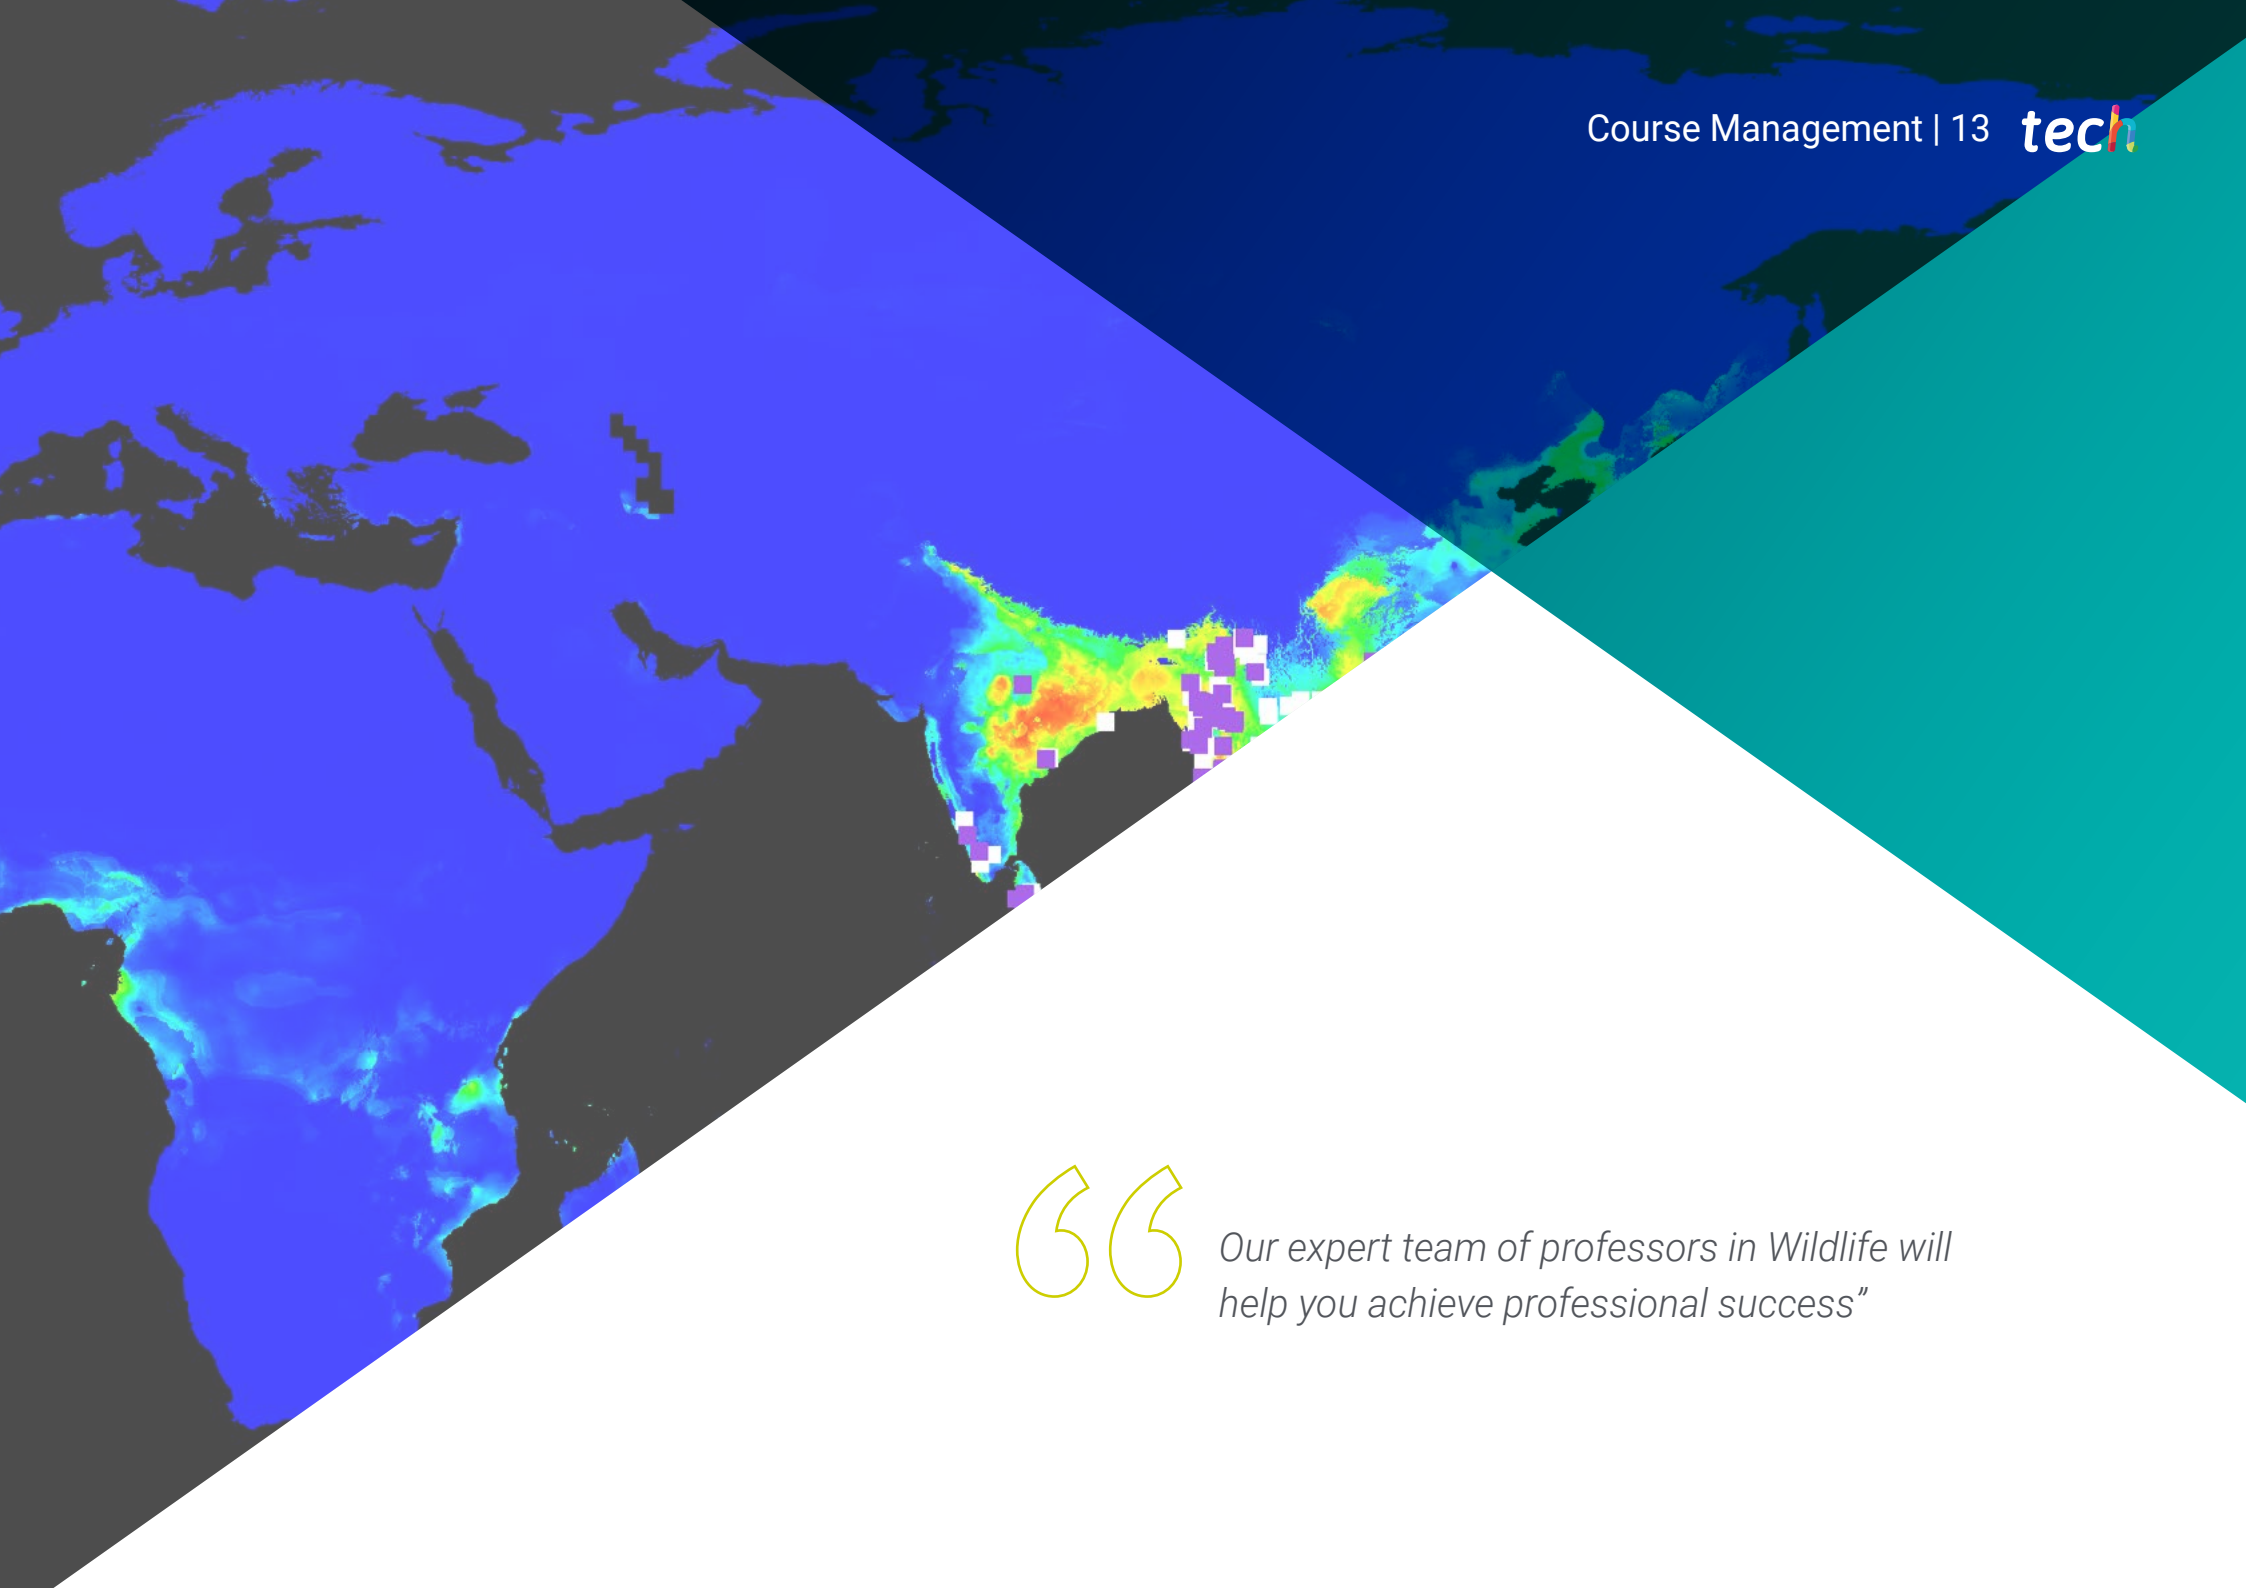 Course Management | 13 tech
Our expert team of professors in Wildlife will
help you achieve professional success”